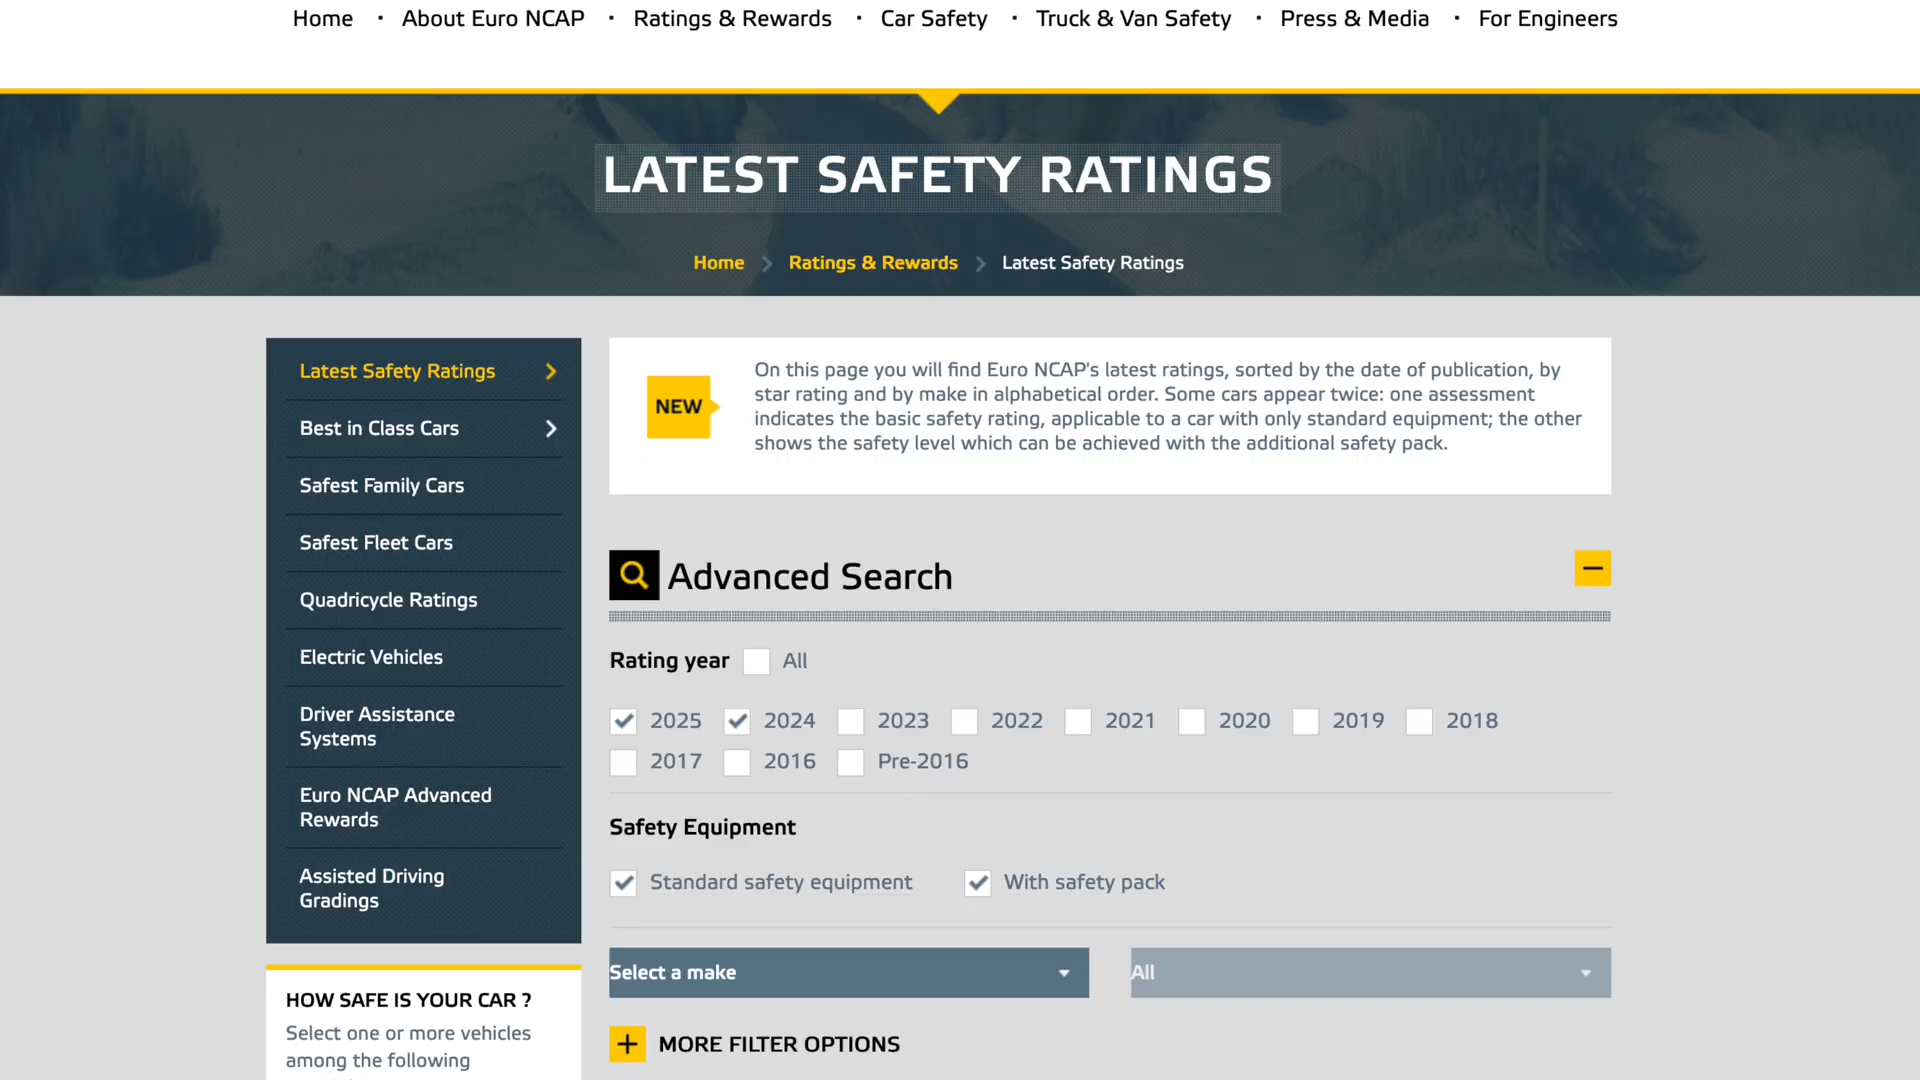 Home · About Euro NCAP · Ratings & Rewards · Car Safety · Truck & Van Safety · Press & Media · For Engineers
LATEST SAFETY RATINGS
Home Ratings & Rewards Latest Safety Ratings
Latest Safety Ratings
Best in Class Cars
Safest Family Cars
Safest Fleet Cars
Quadricycle Ratings
Electric Vehicles
Driver Assistance
Systems
Euro NCAP Advanced
Rewards
Assisted Driving
Gradings
HOW SAFE IS YOUR CAR ?
Select one or more vehicles
among the following
NEW
On this page you will find Euro NCAP's latest ratings, sorted by the date of publication, by
star rating and by make in alphabetical order. Some cars appear twice: one assessment
indicates the basic safety rating, applicable to a car with only standard equipment; the other
shows the safety level which can be achieved with the additional safety pack.
Advanced Search
Rating year All
2025 2024 2023 2022 2021 2020 2019 2018
2017 2016 Pre-2016
Safety Equipment
Standard safety equipment With safety pack
Select a make All
MORE FILTER OPTIONS